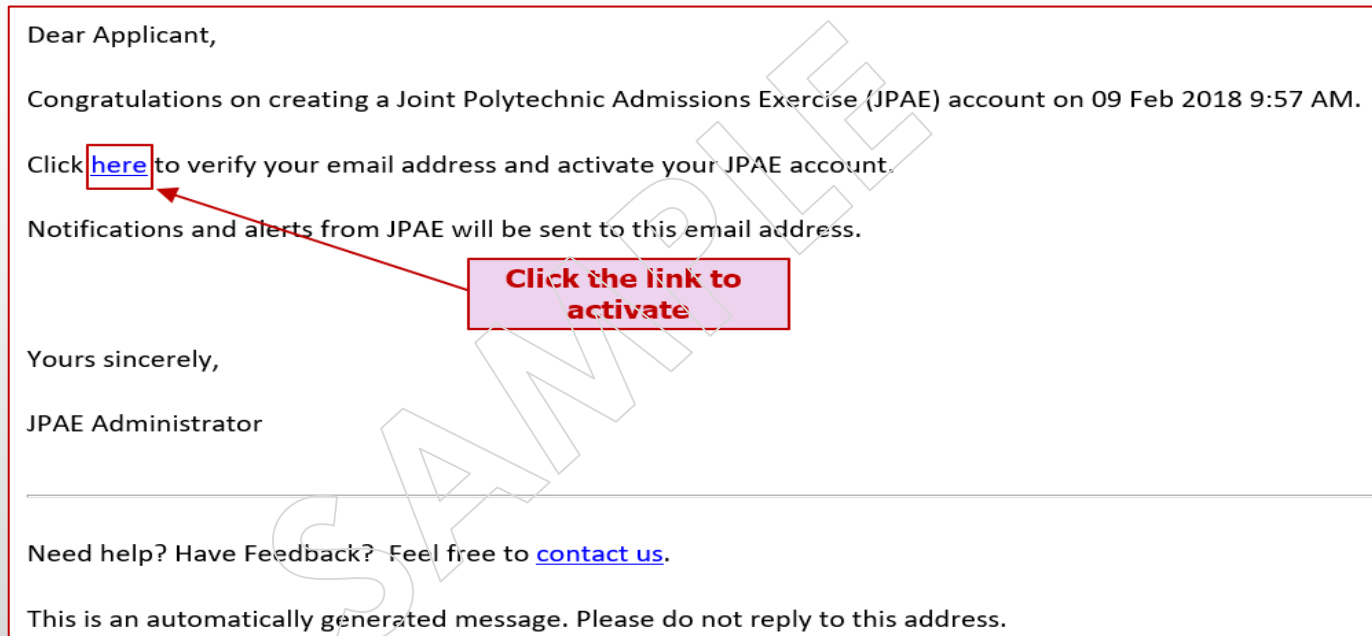 Dear Applicant,
Congratulations on creating a Joint Polytechnic Admissions Exercise (JPAE) account on 09 Feb 2018 9:57 AM.
Click here to verify your email address and activate your JPAE account.
Notifications and alerts from JPAE will be sent to this email address.
Click the link to
activate
Yours sincerely,
JPAE Administrator
Need help? Have Feedback?  Feel free to contact us.
This is an automatically generated message. Please do not reply to this address.
SAMPLE